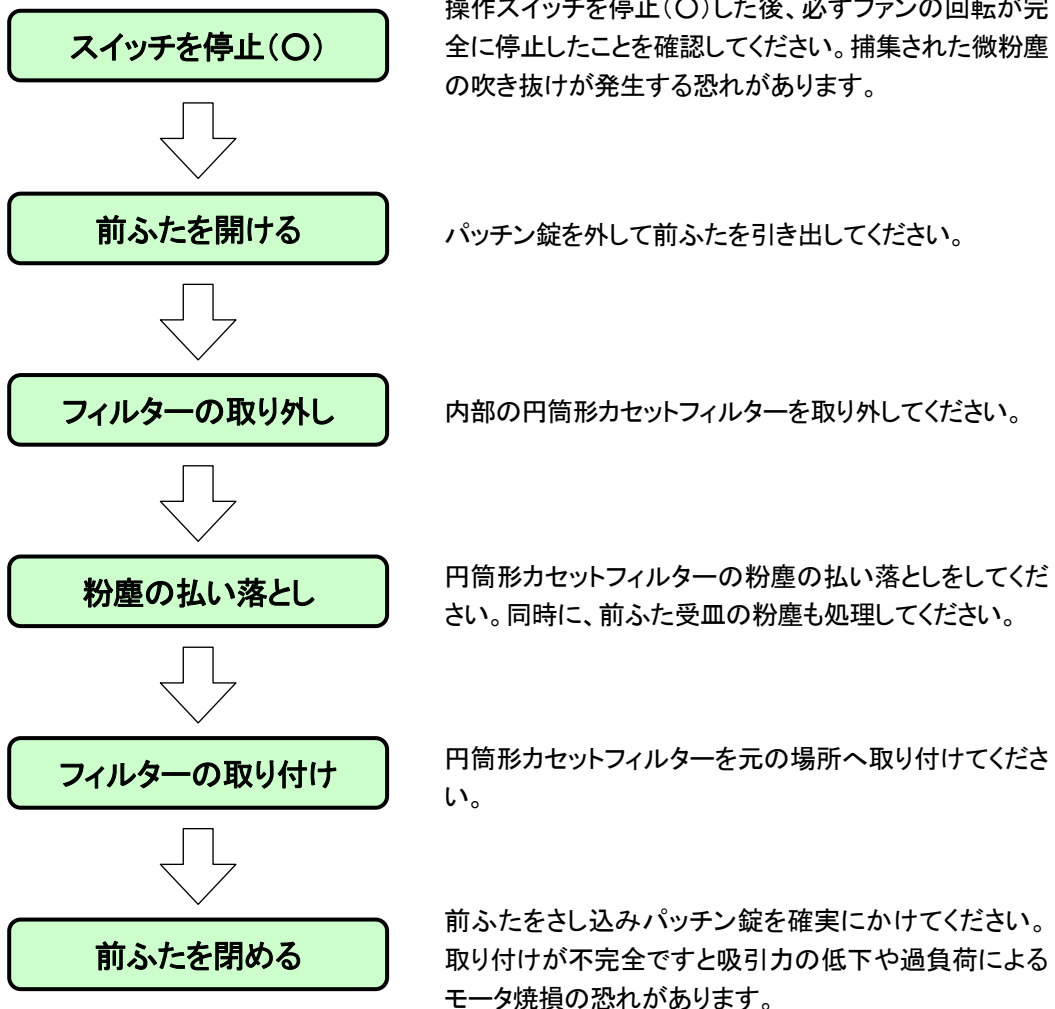 スイッチを停止(〇)
操作スイッチを停止(〇)した後、必ずファンの回転が完
全に停止したことを確認してください。捕集された微粉塵
の吹き抜けが発生する恐れがあります。
前ふたを開ける
パッチン錠を外して前ふたを引き出してください。
フィルターの取り外し
内部の円筒形カセットフィルターを取り外してください。
粉塵の払い落とし
円筒形カセットフィルターの粉塵の払い落としをしてくだ
さい。同時に、前ふた受皿の粉塵も処理してください。
フィルターの取り付け
円筒形カセットフィルターを元の場所へ取り付けてくださ
い。
前ふたを閉める
前ふたをさし込みパッチン錠を確実にかけてください。
取り付けが不完全ですと吸引力の低下や過負荷による
モータ焼損の恐れがあります。